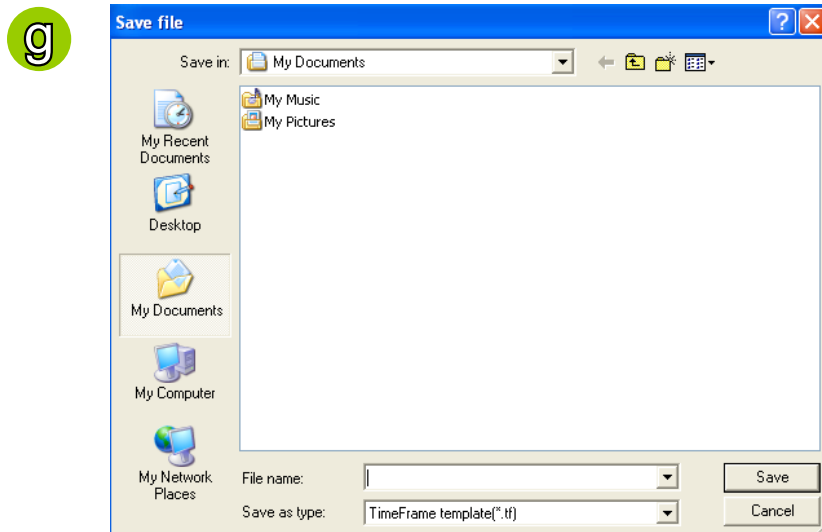 g
Save file
Save in: My Documents
My Music
My Pictures
My Recent
Documents
Desktop
My Documents
My Computer
My Network
Places
File name:
Save
Save as type: TimeFrame template(*.tf)
Cancel